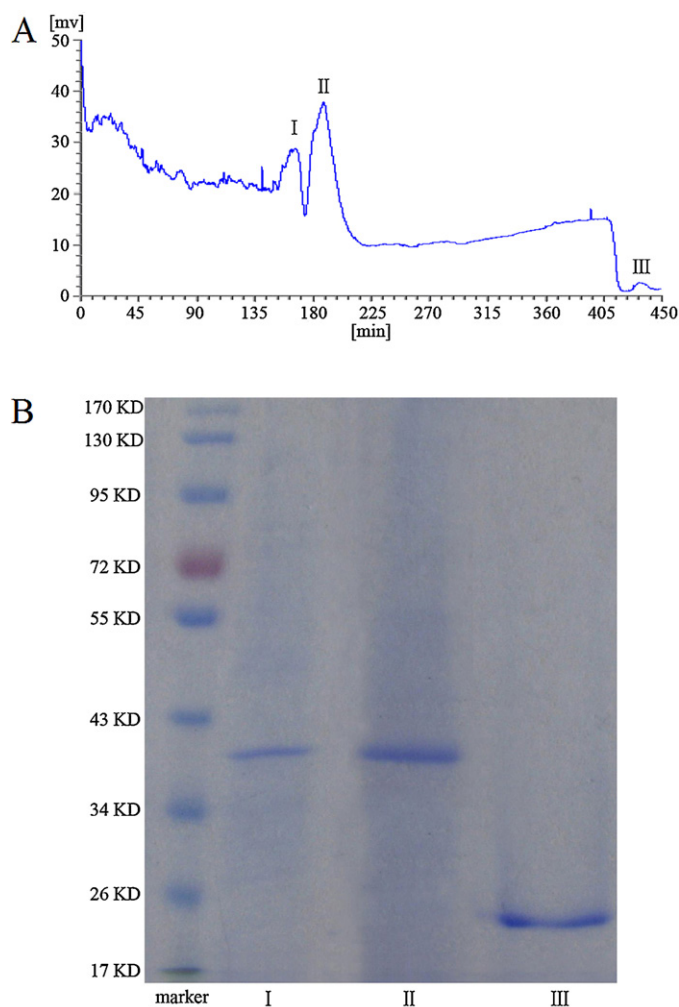 A
[mv]
50
40
30
20
10
0
I
II
III
0 45 90 135 180 225 270 315 360 405 450
[min]
B
170 KD
130 KD
95 KD
72 KD
55 KD
43 KD
34 KD
26 KD
17 KD
marker I II III